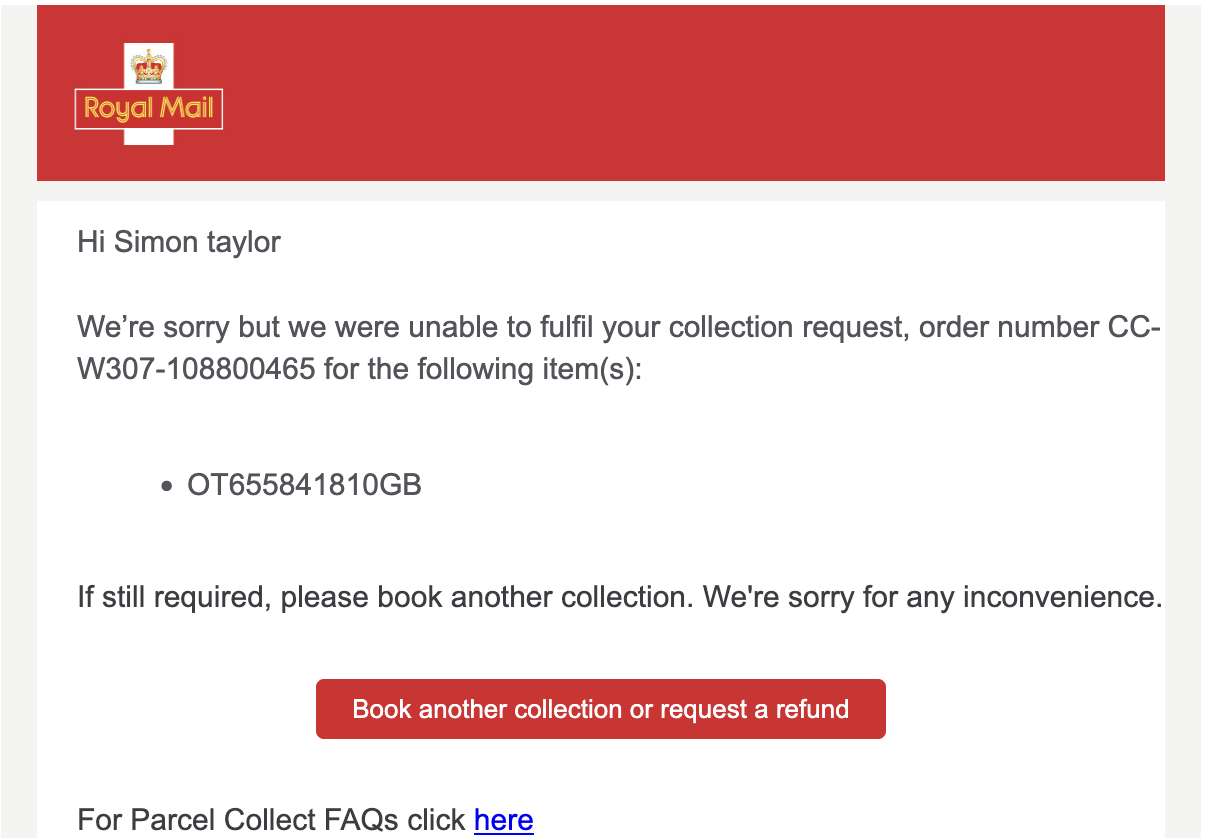 Royal Mail
Hi Simon taylor
We’re sorry but we were unable to fulfil your collection request, order number CC-
W307-108800465 for the following item(s):
• OT655841810GB
If still required, please book another collection. We're sorry for any inconvenience.
Book another collection or request a refund
For Parcel Collect FAQs click here